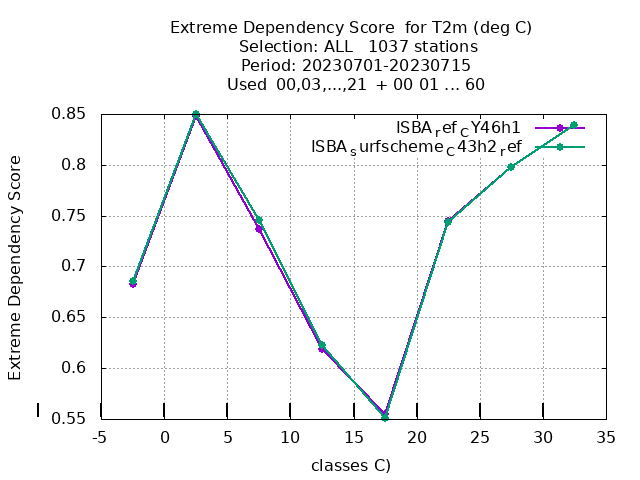 Extreme Dependency Score for T2m (deg C)
Selection: ALL 1037 stations
Period: 20230701-20230715
Used 00,03,...,21 + 00 01 ... 60
0.85
0.8
0.75
0.7
0.65
0.6
0.55
Extreme Dependency Score
ISBA_ref_CY46h1
ISBA_surfscheme_C43h2_ref
-5 0 5 10 15 20 25 30 35
classes C)